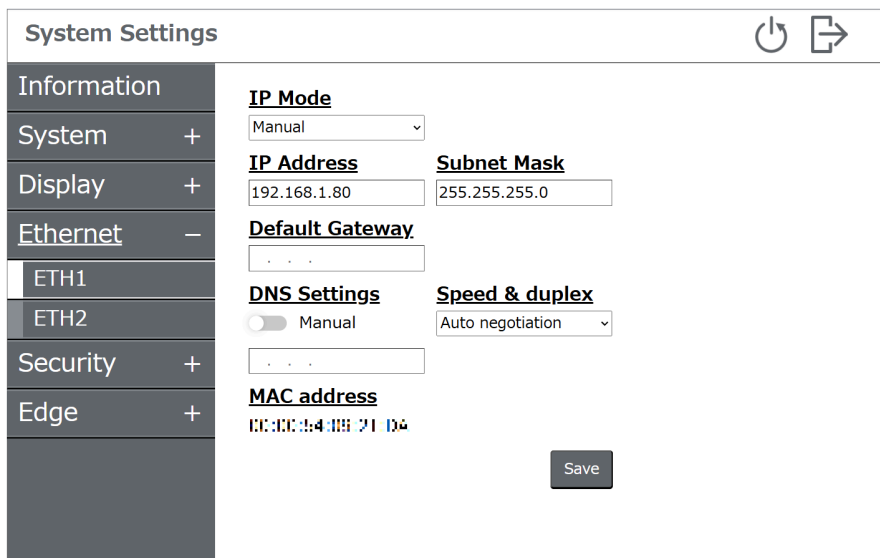 System Settings
Information
System +
Display +
Ethernet –
ETH1
ETH2
Security +
Edge +
IP Mode
Manual
IP Address Subnet Mask
192.168.1.80 255.255.255.0
Default Gateway
. . .
DNS Settings Speed & duplex
Manual Auto negotiation
. . .
MAC address
Save